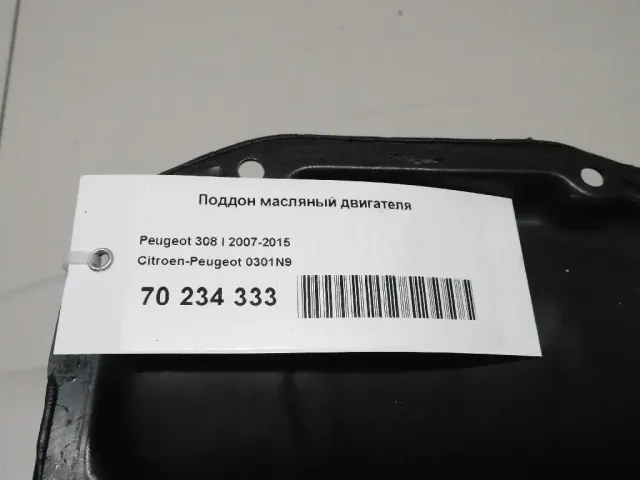 Поддон масляный двигателя
Peugeot 308 I 2007-2015
Citroen-Peugeot 0301N9
70 234 333